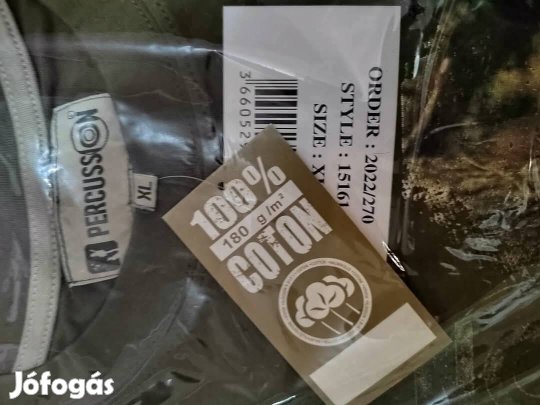 PERCUSSION
XL
ORDER : 2022/270
STYLE : 15161
SIZE :
100%
180 g/m²
COTON
Jófogás